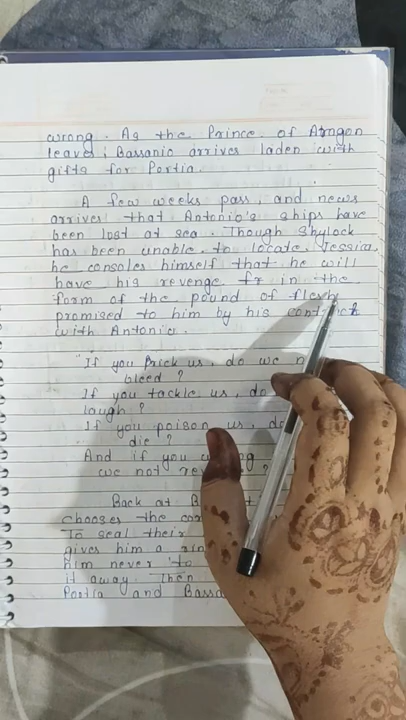 wrong. As the Prince of Arragon
leaves, Bassanio arrives laden with
gifts for Portia.
A few weeks pass, and news
arrives that Antonio's ships have
been lost at sea. Though Shylock
has been unable to locate Jessica,
he consoles himself that he will
have his revenge in the
form of the pound of flesh
promised to him by his
with Antonio.
"If you Prick us, do we
bleed ?
If you tackle us, do
laugh ?
If you poison us, do
die ?
And if you
we not ?
Back at
chooses the
To seal their
gives him a
him never to
it away. Then
Portia and